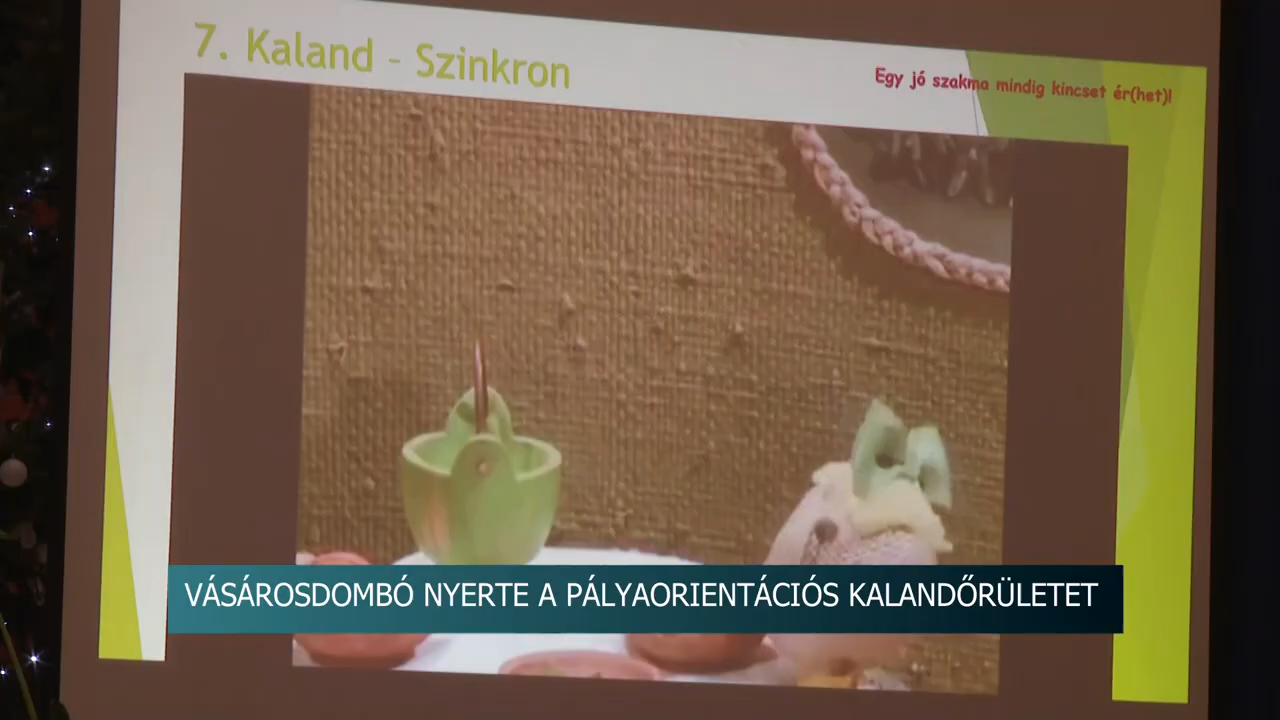 7. Kaland - Szinkron
Egy jó szakma mindig kincset ér(het)!
VÁSÁROSDOMBÓ NYERTE A PÁLYAORIENTÁCIÓS KALANDŐRÜLETET